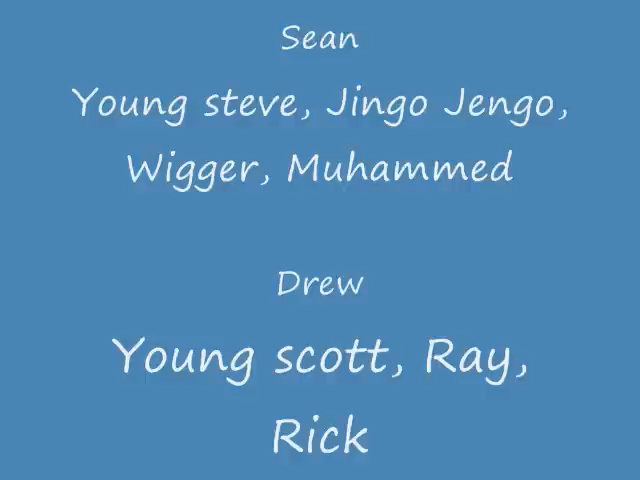 Sean
Young steve, Jingo Jengo,
Wigger, Muhammed
Drew
Young scott, Ray,
Rick